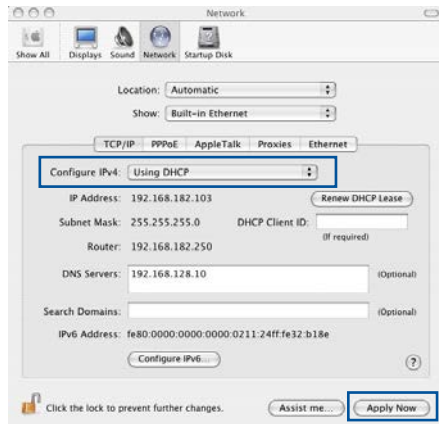 Network
Show All Displays Sound Network Startup Disk
Location: Automatic
Show: Built-in Ethernet
TCP/IP PPPoE AppleTalk Proxies Ethernet
Configure IPv4: Using DHCP
IP Address: 192.168.182.103 Renew DHCP Lease
Subnet Mask: 255.255.255.0 DHCP Client ID:
(If required)
Router: 192.168.182.250
DNS Servers: 192.168.128.10 (Optional)
Search Domains: (Optional)
IPv6 Address: fe80:0000:0000:0000:0211:24ff:fe32:b18e
Configure IPv6... ?
Click the lock to prevent further changes. Assist me... Apply Now